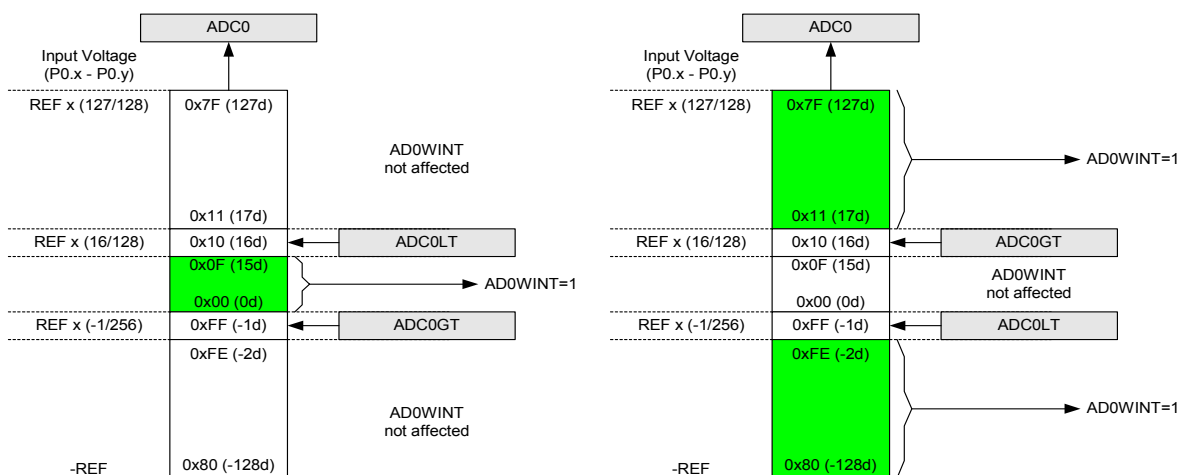 ADC0
Input Voltage
(P0.x - P0.y)
REF x (127/128)
0x7F (127d)
AD0WINT
not affected
0x11 (17d)
REF x (16/128)
0x10 (16d)
ADC0LT
0x0F (15d)
AD0WINT=1
0x00 (0d)
REF x (-1/256)
0xFF (-1d)
ADC0GT
0xFE (-2d)
AD0WINT
not affected
-REF
0x80 (-128d)
ADC0
Input Voltage
(P0.x - P0.y)
REF x (127/128)
0x7F (127d)
AD0WINT=1
0x11 (17d)
REF x (16/128)
0x10 (16d)
ADC0GT
0x0F (15d)
AD0WINT
not affected
0x00 (0d)
REF x (-1/256)
0xFF (-1d)
ADC0LT
0xFE (-2d)
AD0WINT=1
-REF
0x80 (-128d)